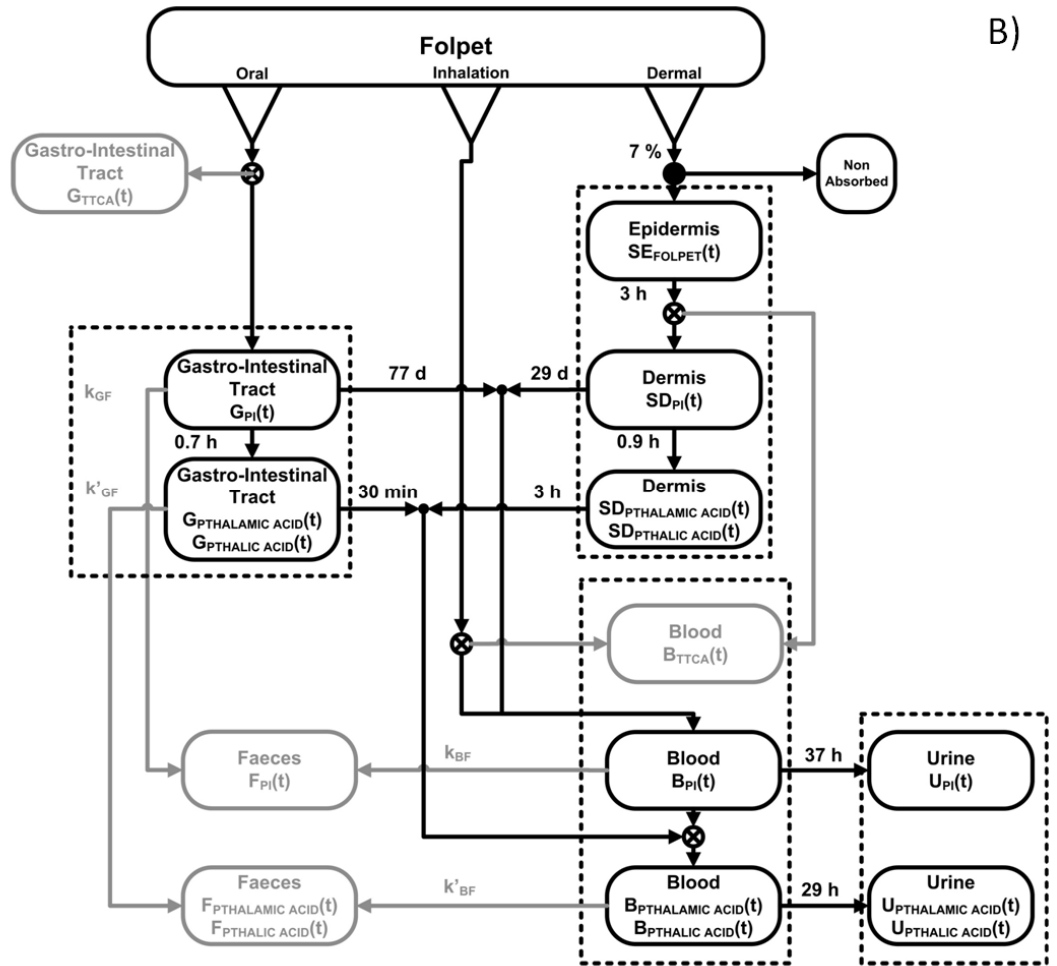 B)
Folpet
Oral
Inhalation
Dermal
7 %
Gastro-Intestinal
Tract
GTTCA(t)
Non
Absorbed
Epidermis
SEFOLPET(t)
3 h
Gastro-Intestinal
Tract
GPI(t)
77 d
29 d
Dermis
SDPI(t)
kGF
0.7 h
0.9 h
k'GF
Gastro-Intestinal
Tract
GPTHALAMIC ACID(t)
GPTHALIC ACID(t)
30 min
3 h
Dermis
SDPTHALAMIC ACID(t)
SDPTHALIC ACID(t)
Blood
BTTCA(t)
Faeces
FPI(t)
kBF
Blood
BPI(t)
37 h
Urine
UPI(t)
Faeces
FPTHALAMIC ACID(t)
FPTHALIC ACID(t)
k'BF
Blood
BPTHALAMIC ACID(t)
BPTHALIC ACID(t)
29 h
Urine
UPTHALAMIC ACID(t)
UPTHALIC ACID(t)